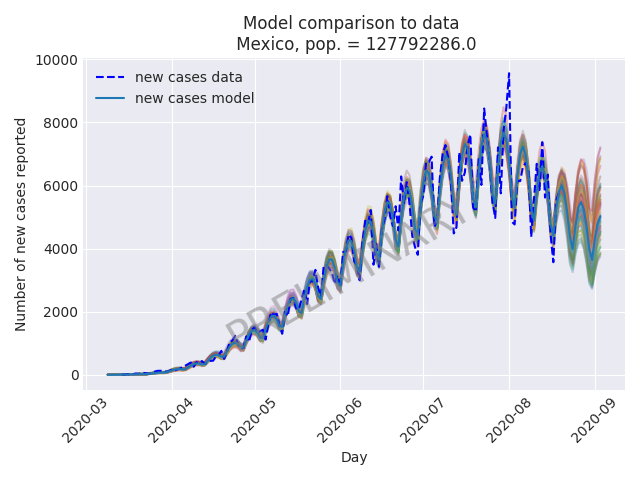 Model comparison to data
Mexico, pop. = 127792286.0
new cases data
new cases model
Number of new cases reported
10000
8000
6000
4000
2000
0
PRELIMINARY
2020-03
2020-04
2020-05
2020-06
2020-07
2020-08
2020-09
Day